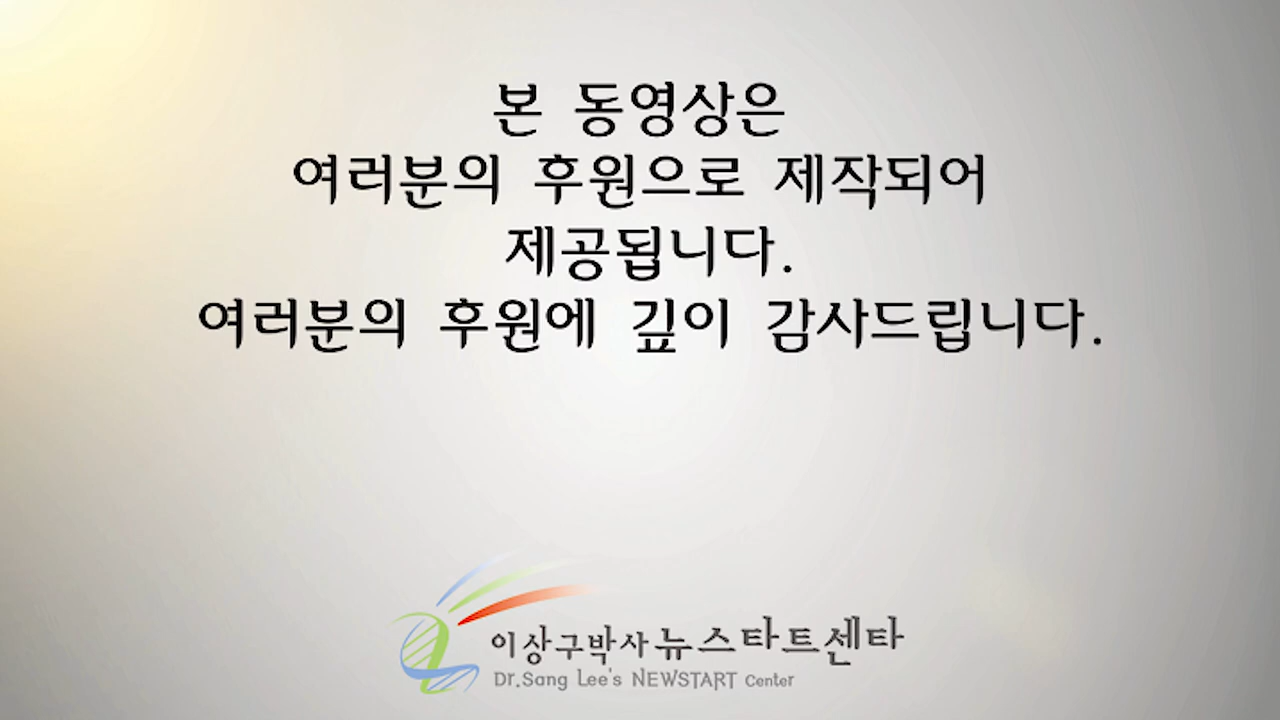 본 동영상은
여러분의 후원으로 제작되어
제공됩니다.
여러분의 후원에 깊이 감사드립니다.
이상구박사 뉴스타트센타
Dr.Sang Lee's NEWSTART Center